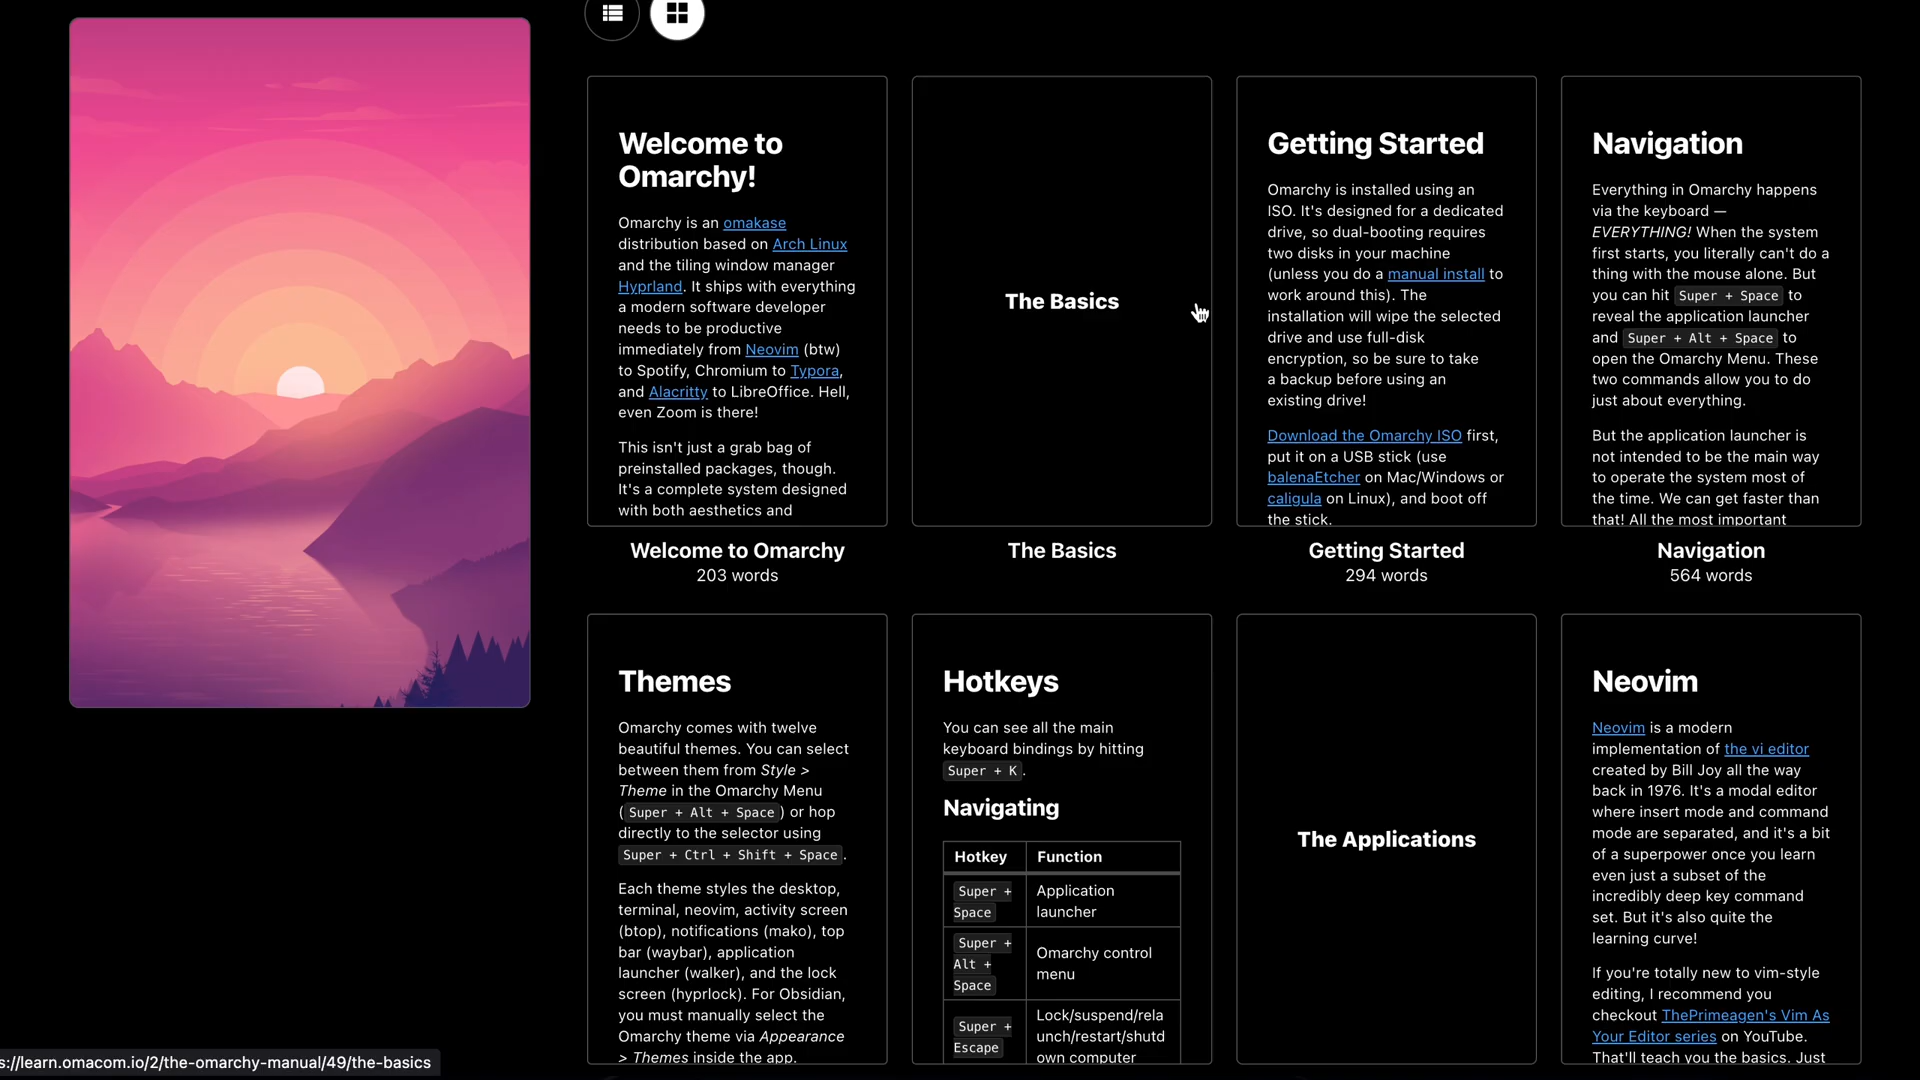 Welcome to
Omarchy!
Omarchy is an omakase
distribution based on Arch Linux
and the tiling window manager
Hyprland. It ships with everything
a modern software developer
needs to be productive
immediately from Neovim (btw)
to Spotify, Chromium to Typora,
and Alacritty to LibreOffice. Hell,
even Zoom is there!
This isn't just a grab bag of
preinstalled packages, though.
It's a complete system designed
with both aesthetics and
Welcome to Omarchy
203 words
The Basics
The Basics
Getting Started
Omarchy is installed using an
ISO. It's designed for a dedicated
drive, so dual-booting requires
two disks in your machine
(unless you do a manual install to
work around this). The
installation will wipe the selected
drive and use full-disk
encryption, so be sure to take
a backup before using an
existing drive!
Download the Omarchy ISO first,
put it on a USB stick (use
balenaEtcher on Mac/Windows or
caligula on Linux), and boot off
the stick.
Getting Started
294 words
Navigation
Everything in Omarchy happens
via the keyboard —
EVERYTHING! When the system
first starts, you literally can't do a
thing with the mouse alone. But
you can hit Super + Space to
reveal the application launcher
and Super + Alt + Space to
open the Omarchy Menu. These
two commands allow you to do
just about everything.
But the application launcher is
not intended to be the main way
to operate the system most of
the time. We can get faster than
that! All the most important
Navigation
564 words
Themes
Omarchy comes with twelve
beautiful themes. You can select
between them from Style >
Theme in the Omarchy Menu
(Super + Alt + Space) or hop
directly to the selector using
Super + Ctrl + Shift + Space.
Each theme styles the desktop,
terminal, neovim, activity screen
(btop), notifications (mako), top
bar (waybar), application
launcher (walker), and the lock
screen (hyprlock). For Obsidian,
you must manually select the
Omarchy theme via Appearance
> Themes inside the app.
Hotkeys
You can see all the main
keyboard bindings by hitting
Super + K.
Navigating
Hotkey Function
Super + Application
Space launcher
Super +
Alt + Omarchy control
Space menu
Super + Lock/suspend/rela
Escape unch/restart/shutd
own computer
The Applications
Neovim
Neovim is a modern
implementation of the vi editor
created by Bill Joy all the way
back in 1976. It's a modal editor
where insert mode and command
mode are separated, and it's a bit
of a superpower once you learn
even just a subset of the
incredibly deep key command
set. But it's also quite the
learning curve!
If you're totally new to vim-style
editing, I recommend you
checkout ThePrimeagen's Vim As
Your Editor series on YouTube.
That'll teach you the basics. Just
s://learn.omacom.io/2/the-omarchy-manual/49/the-basics